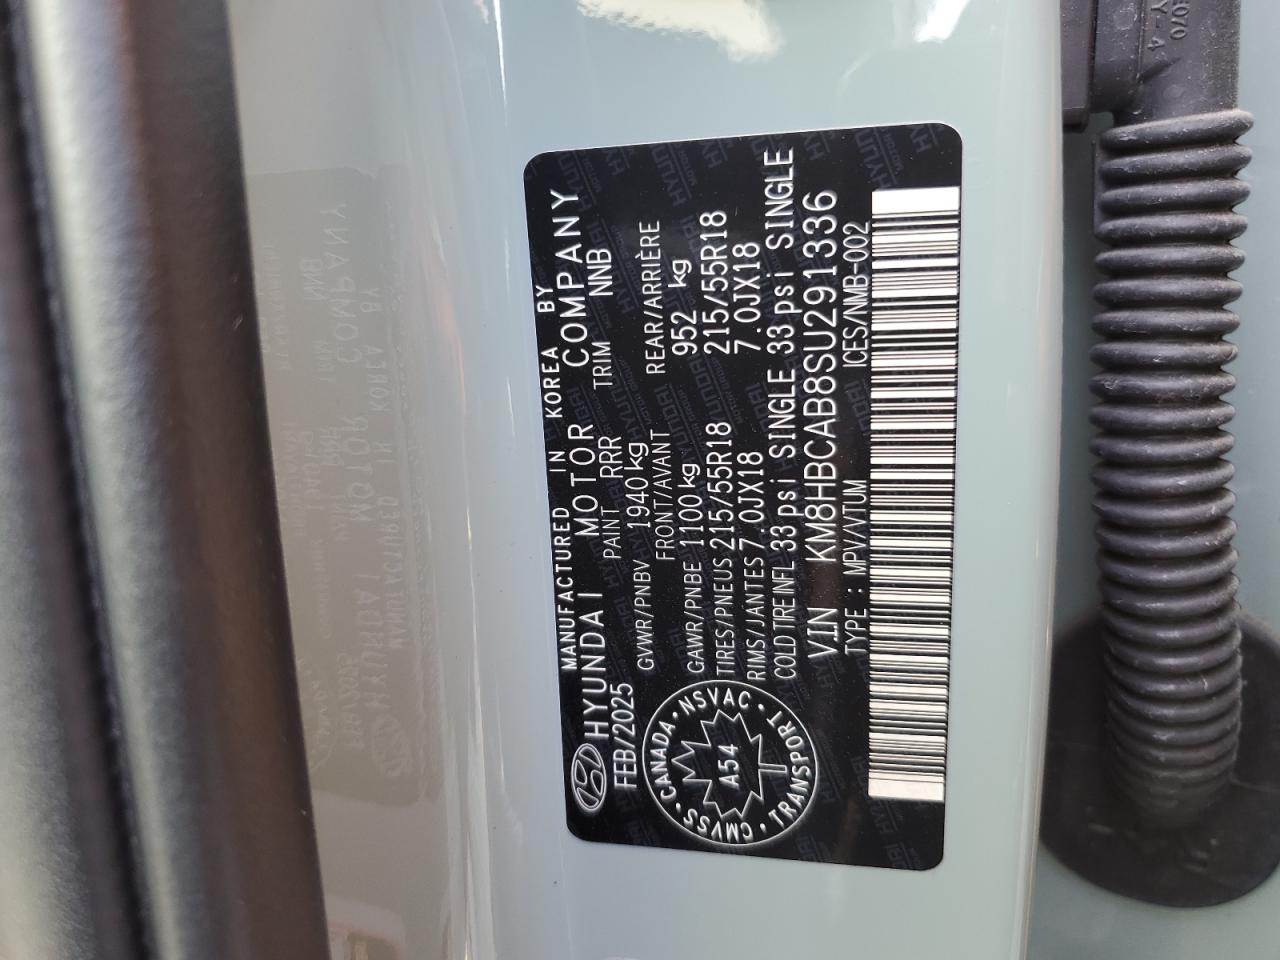 MANUFACTURED IN KOREA BY
HYUNDAI MOTOR COMPANY
FEB/2025 PAINT RRR TRIM NNB
GVWR/PNBV 1940 kg
FRONT/AVANT REAR/ARRIÈRE
GAWR/PNBE 1100 kg 952 kg
TIRES/PNEUS 215/55R18 215/55R18
RIMS/JANTES 7.0JX18 7.0JX18
COLD TIRE INFL 33 psi SINGLE 33 psi SINGLE
VIN KM8HBCAB8SU291336
TYPE : MPV/VTUM ICES/NMB-002
CANADA · NSVAC · TRANSPORT · CMVSS ·
A54